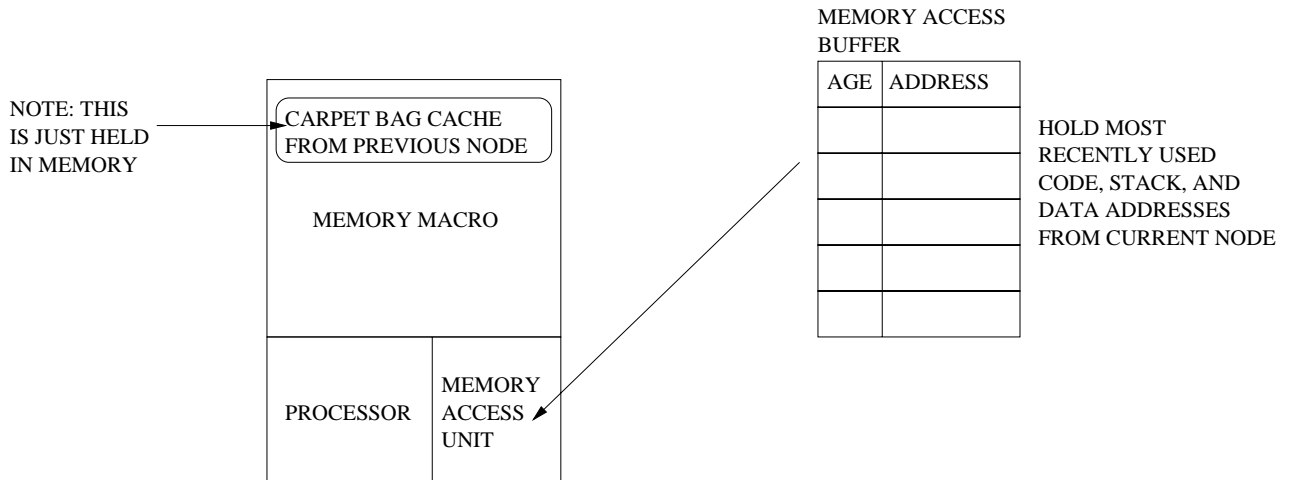 MEMORY ACCESS
BUFFER
AGE ADDRESS
NOTE: THIS
IS JUST HELD
IN MEMORY
CARPET BAG CACHE
FROM PREVIOUS NODE
MEMORY MACRO
HOLD MOST
RECENTLY USED
CODE, STACK, AND
DATA ADDRESSES
FROM CURRENT NODE
PROCESSOR
MEMORY
ACCESS
UNIT